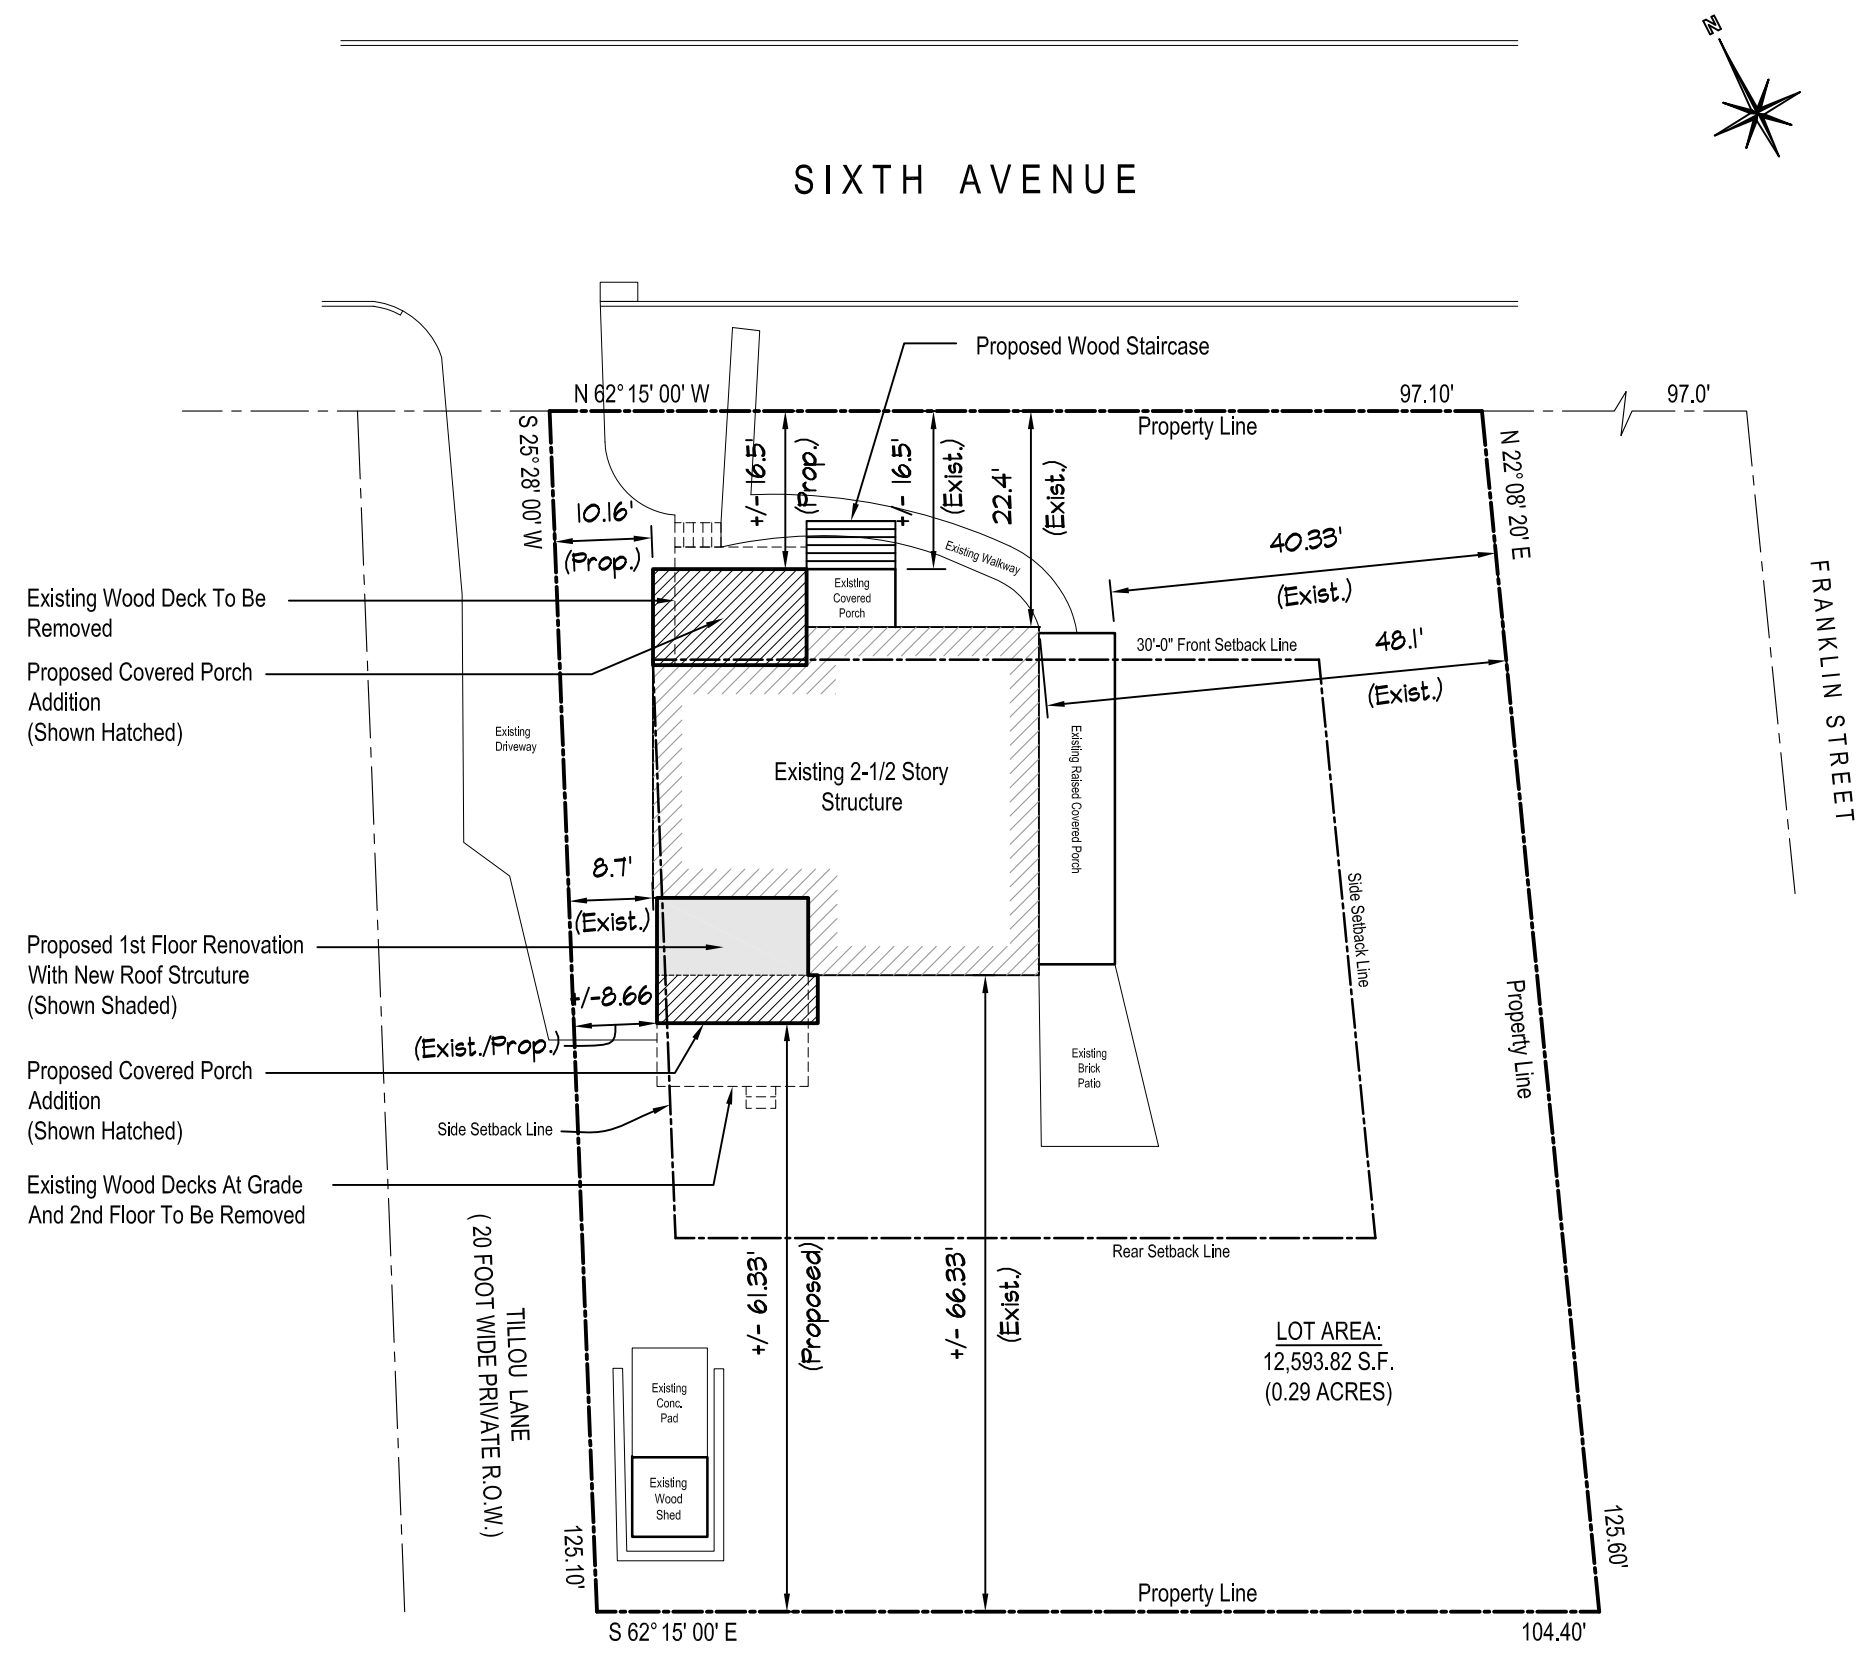 N
SIXTH AVENUE
Proposed Wood Staircase
N 62° 15' 00' W
97.10'
97.0'
Property Line
S 25° 28' 00' W
N 22° 08' 20' E
+/- 16.5'
(Prop.)
+/- 16.5'
(Exist.)
22.4'
(Exist.)
10.16'
(Prop.)
40.33'
(Exist.)
Existing Walkway
Existing
Covered
Porch
Existing Wood Deck To Be
Removed
Proposed Covered Porch
Addition
(Shown Hatched)
30'-0" Front Setback Line
48.1'
(Exist.)
FRANKLIN STREET
Existing
Driveway
Existing 2-1/2 Story
Structure
Existing Raised Covered Porch
8.7'
(Exist.)
Side Setback Line
Proposed 1st Floor Renovation
With New Roof Strcuture
(Shown Shaded)
+/-8.66
(Exist./Prop.)
Property Line
Proposed Covered Porch
Addition
(Shown Hatched)
Existing
Brick
Patio
Side Setback Line
Existing Wood Decks At Grade
And 2nd Floor To Be Removed
Rear Setback Line
+/- 61.33'
(Proposed)
+/- 66.33'
(Exist.)
TILLOU LANE
( 20 FOOT WIDE PRIVATE R.O.W.)
LOT AREA:
12,593.82 S.F.
(0.29 ACRES)
Existing
Conc.
Pad
Existing
Wood
Shed
125.10'
125.60'
Property Line
S 62° 15' 00' E
104.40'